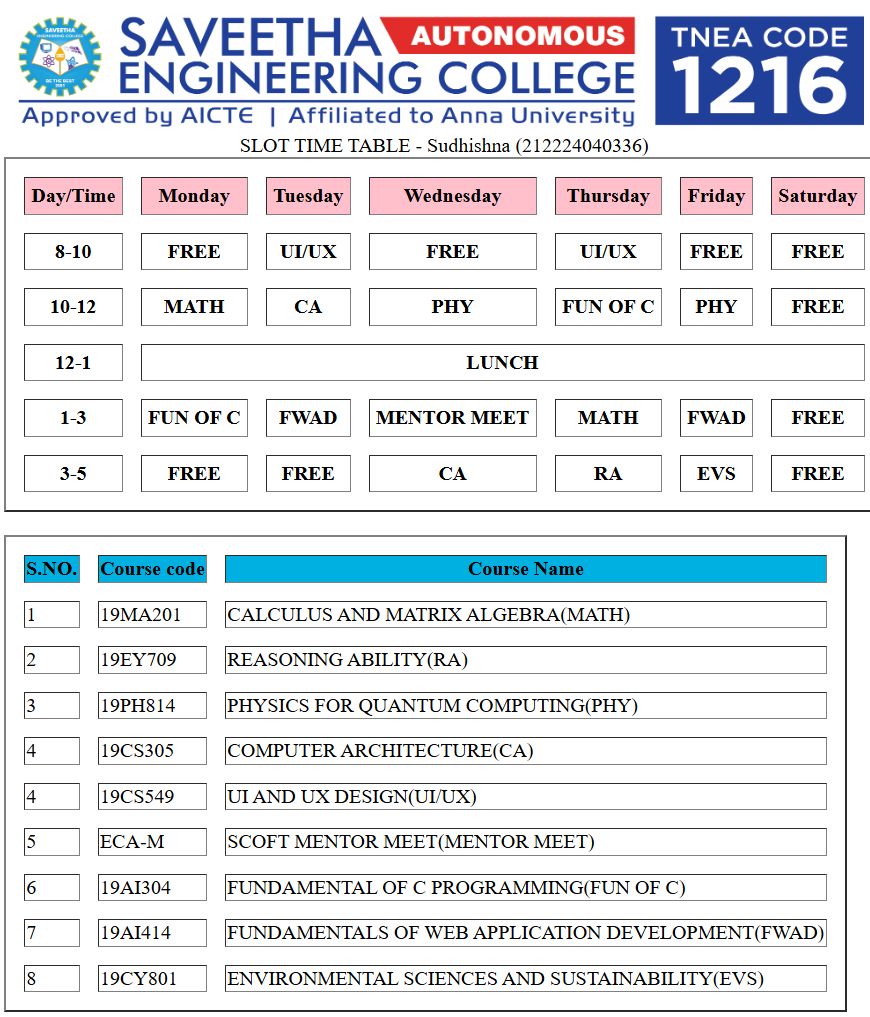 SAVEETHA AUTONOMOUS
ENGINEERING COLLEGE
Approved by AICTE | Affiliated to Anna University
TNEA CODE
1216
SAVEETHA
ENGINEERING COLLEGE
BE THE BEST
2001
SLOT TIME TABLE - Sudhishna (212224040336)
Day/Time Monday Tuesday Wednesday Thursday Friday Saturday
8-10 FREE UI/UX FREE UI/UX FREE FREE
10-12 MATH CA PHY FUN OF C PHY FREE
12-1 LUNCH
1-3 FUN OF C FWAD MENTOR MEET MATH FWAD FREE
3-5 FREE FREE CA RA EVS FREE
S.NO. Course code Course Name
1 19MA201 CALCULUS AND MATRIX ALGEBRA(MATH)
2 19EY709 REASONING ABILITY(RA)
3 19PH814 PHYSICS FOR QUANTUM COMPUTING(PHY)
4 19CS305 COMPUTER ARCHITECTURE(CA)
4 19CS549 UI AND UX DESIGN(UI/UX)
5 ECA-M SCOFT MENTOR MEET(MENTOR MEET)
6 19AI304 FUNDAMENTAL OF C PROGRAMMING(FUN OF C)
7 19AI414 FUNDAMENTALS OF WEB APPLICATION DEVELOPMENT(FWAD)
8 19CY801 ENVIRONMENTAL SCIENCES AND SUSTAINABILITY(EVS)